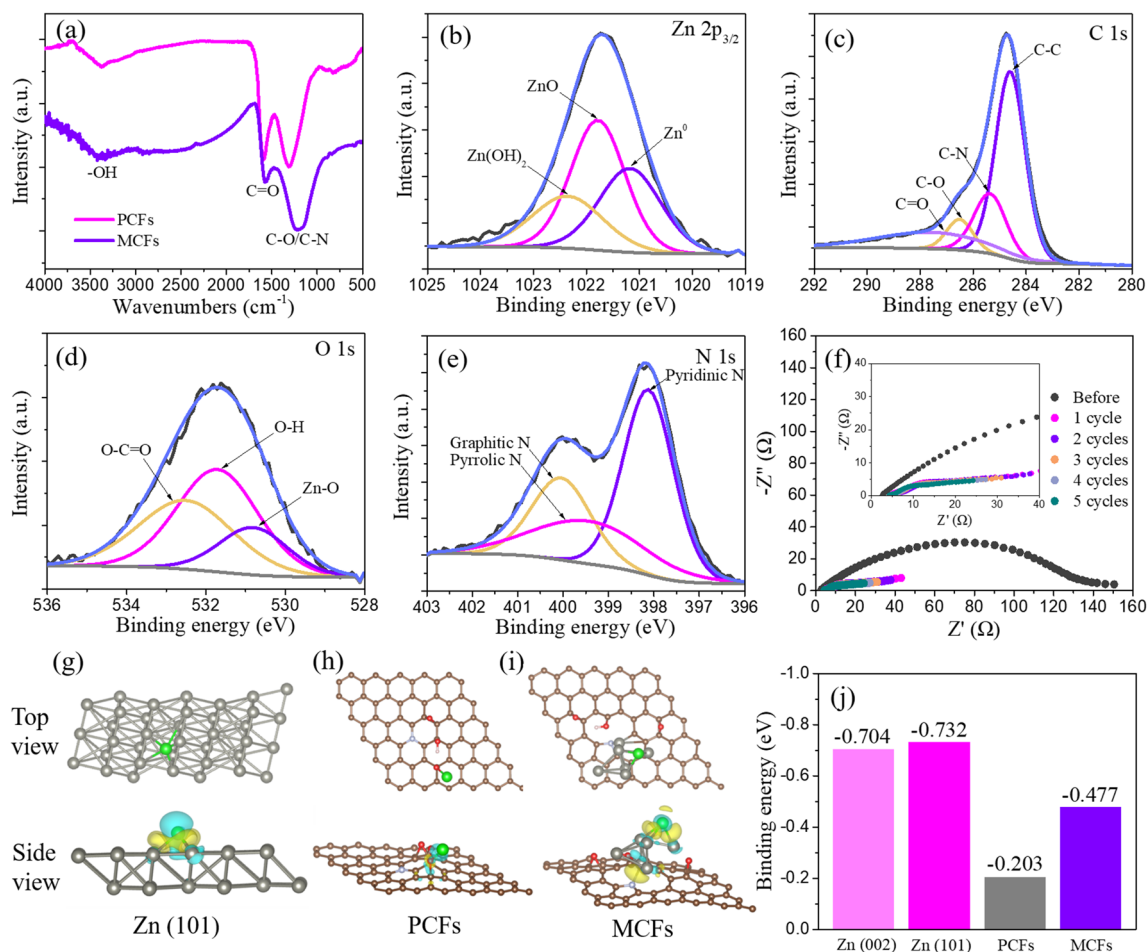 (a)
Intensity (a.u.)
-OH
C=O
C-O/C-N
PCFs
MCFs
4000 3500 3000 2500 2000 1500 1000 500
Wavenumbers (cm⁻¹)
(b)
Zn 2p₃/₂
Intensity (a.u.)
ZnO
Zn⁰
Zn(OH)₂
1025 1024 1023 1022 1021 1020 1019
Binding energy (eV)
(c)
C 1s
Intensity (a.u.)
C-C
C-N
C-O
C=O
292 290 288 286 284 282 280
Binding energy (eV)
(d)
O 1s
Intensity (a.u.)
O-H
O-C=O
Zn-O
536 534 532 530 528
Binding energy (eV)
(e)
N 1s
Pyridinic N
Intensity (a.u.)
Graphitic N
Pyrrolic N
403 402 401 400 399 398 397 396
Binding energy (eV)
(f)
-Z'' (Ω)
160
140
120
100
80
60
40
20
0
0 20 40 60 80 100 120 140 160
Z' (Ω)
-Z'' (Ω)
40
30
20
10
0
0 10 20 30 40
Z' (Ω)
Before
1 cycle
2 cycles
3 cycles
4 cycles
5 cycles
(g)
(h)
(i)
Top
view
Side
view
Zn (101)
PCFs
MCFs
(j)
Binding energy (eV)
-1.0
-0.8
-0.6
-0.4
-0.2
0.0
-0.704
-0.732
-0.203
-0.477
Zn (002) Zn (101) PCFs MCFs